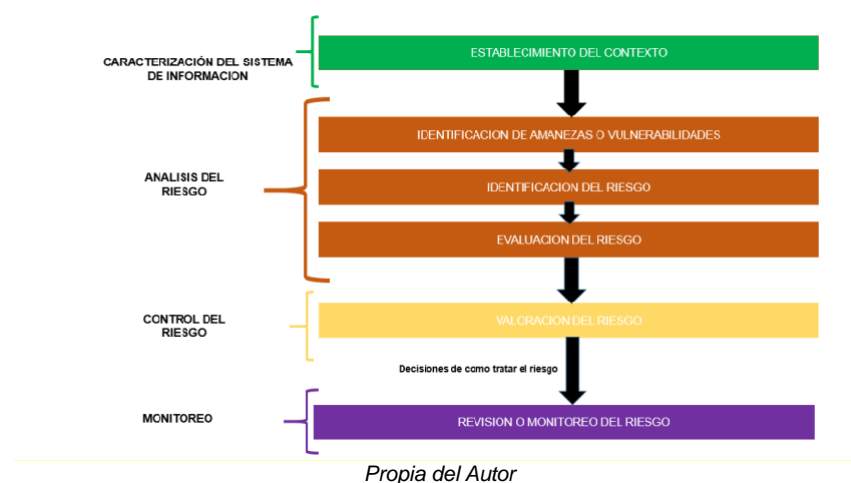 CARACTERIZACIÓN DEL SISTEMA
DE INFORMACION
ESTABLECIMIENTO DEL CONTEXTO
ANALISIS DEL
RIESGO
IDENTIFICACION DE AMANEZAS O VULNERABILIDADES
IDENTIFICACION DEL RIESGO
EVALUACION DEL RIESGO
CONTROL DEL
RIESGO
VALORACION DEL RIESGO
Decisiones de como tratar el riesgo
MONITOREO
REVISION O MONITOREO DEL RIESGO
Propia del Autor